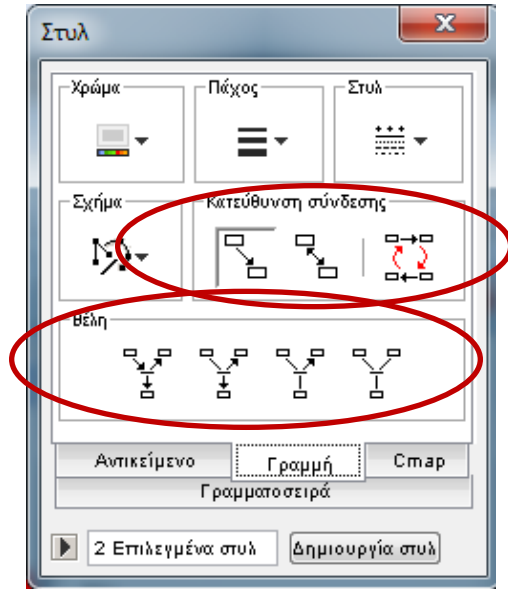 Στυλ
Χρώμα Πάχος Στυλ
Σχήμα Κατεύθυνση σύνδεσης
Βέλη
Αντικείμενο Γραμμή Cmap
Γραμματοσειρά
2 Επιλεγμένα στυλ Δημιουργία στυλ